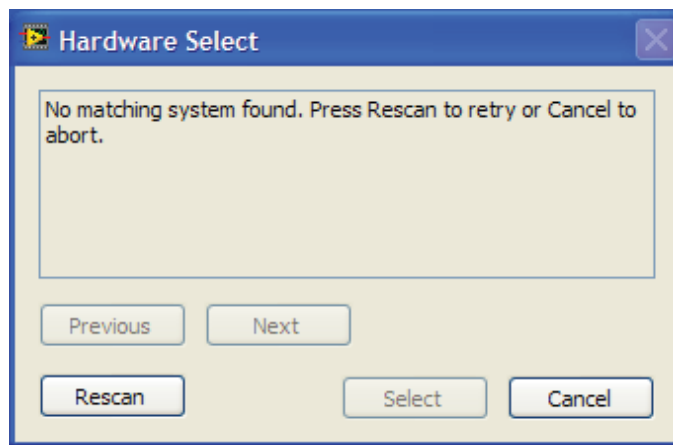 Hardware Select
No matching system found. Press Rescan to retry or Cancel to
abort.
Previous Next
Rescan Select Cancel